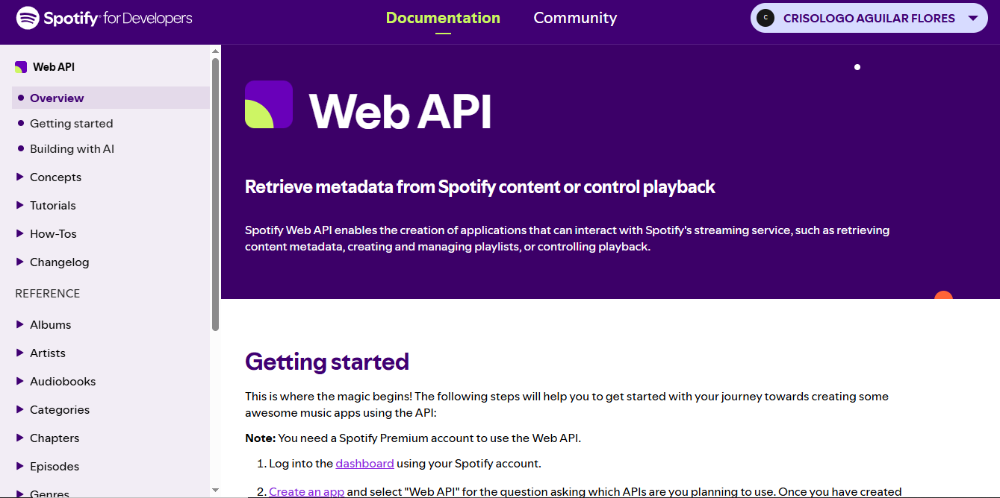 Spotify for Developers
Documentation
Community
C
CRISOLOGO AGUILAR FLORES
Web API
Overview
Getting started
Building with AI
Concepts
Tutorials
How-Tos
Changelog
REFERENCE
Albums
Artists
Audiobooks
Categories
Chapters
Episodes
Genres
Web API
Retrieve metadata from Spotify content or control playback
Spotify Web API enables the creation of applications that can interact with Spotify's streaming service, such as retrieving
content metadata, creating and managing playlists, or controlling playback.
Getting started
This is where the magic begins! The following steps will help you to get started with your journey towards creating some
awesome music apps using the API:
Note: You need a Spotify Premium account to use the Web API.
1. Log into the dashboard using your Spotify account.
2. Create an app and select "Web API" for the question asking which APIs are you planning to use. Once you have created